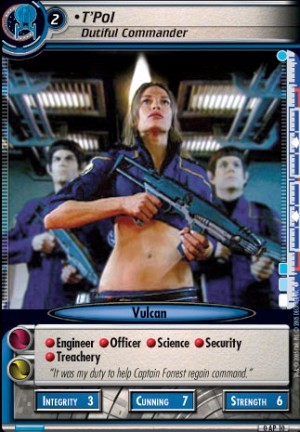 2
•T'Pol
Dutiful Commander
Vulcan
Engineer Officer Science Security
Treachery
"It was my duty to help Captain Forrest regain command."
INTEGRITY 3 CUNNING 7 STRENGTH 6